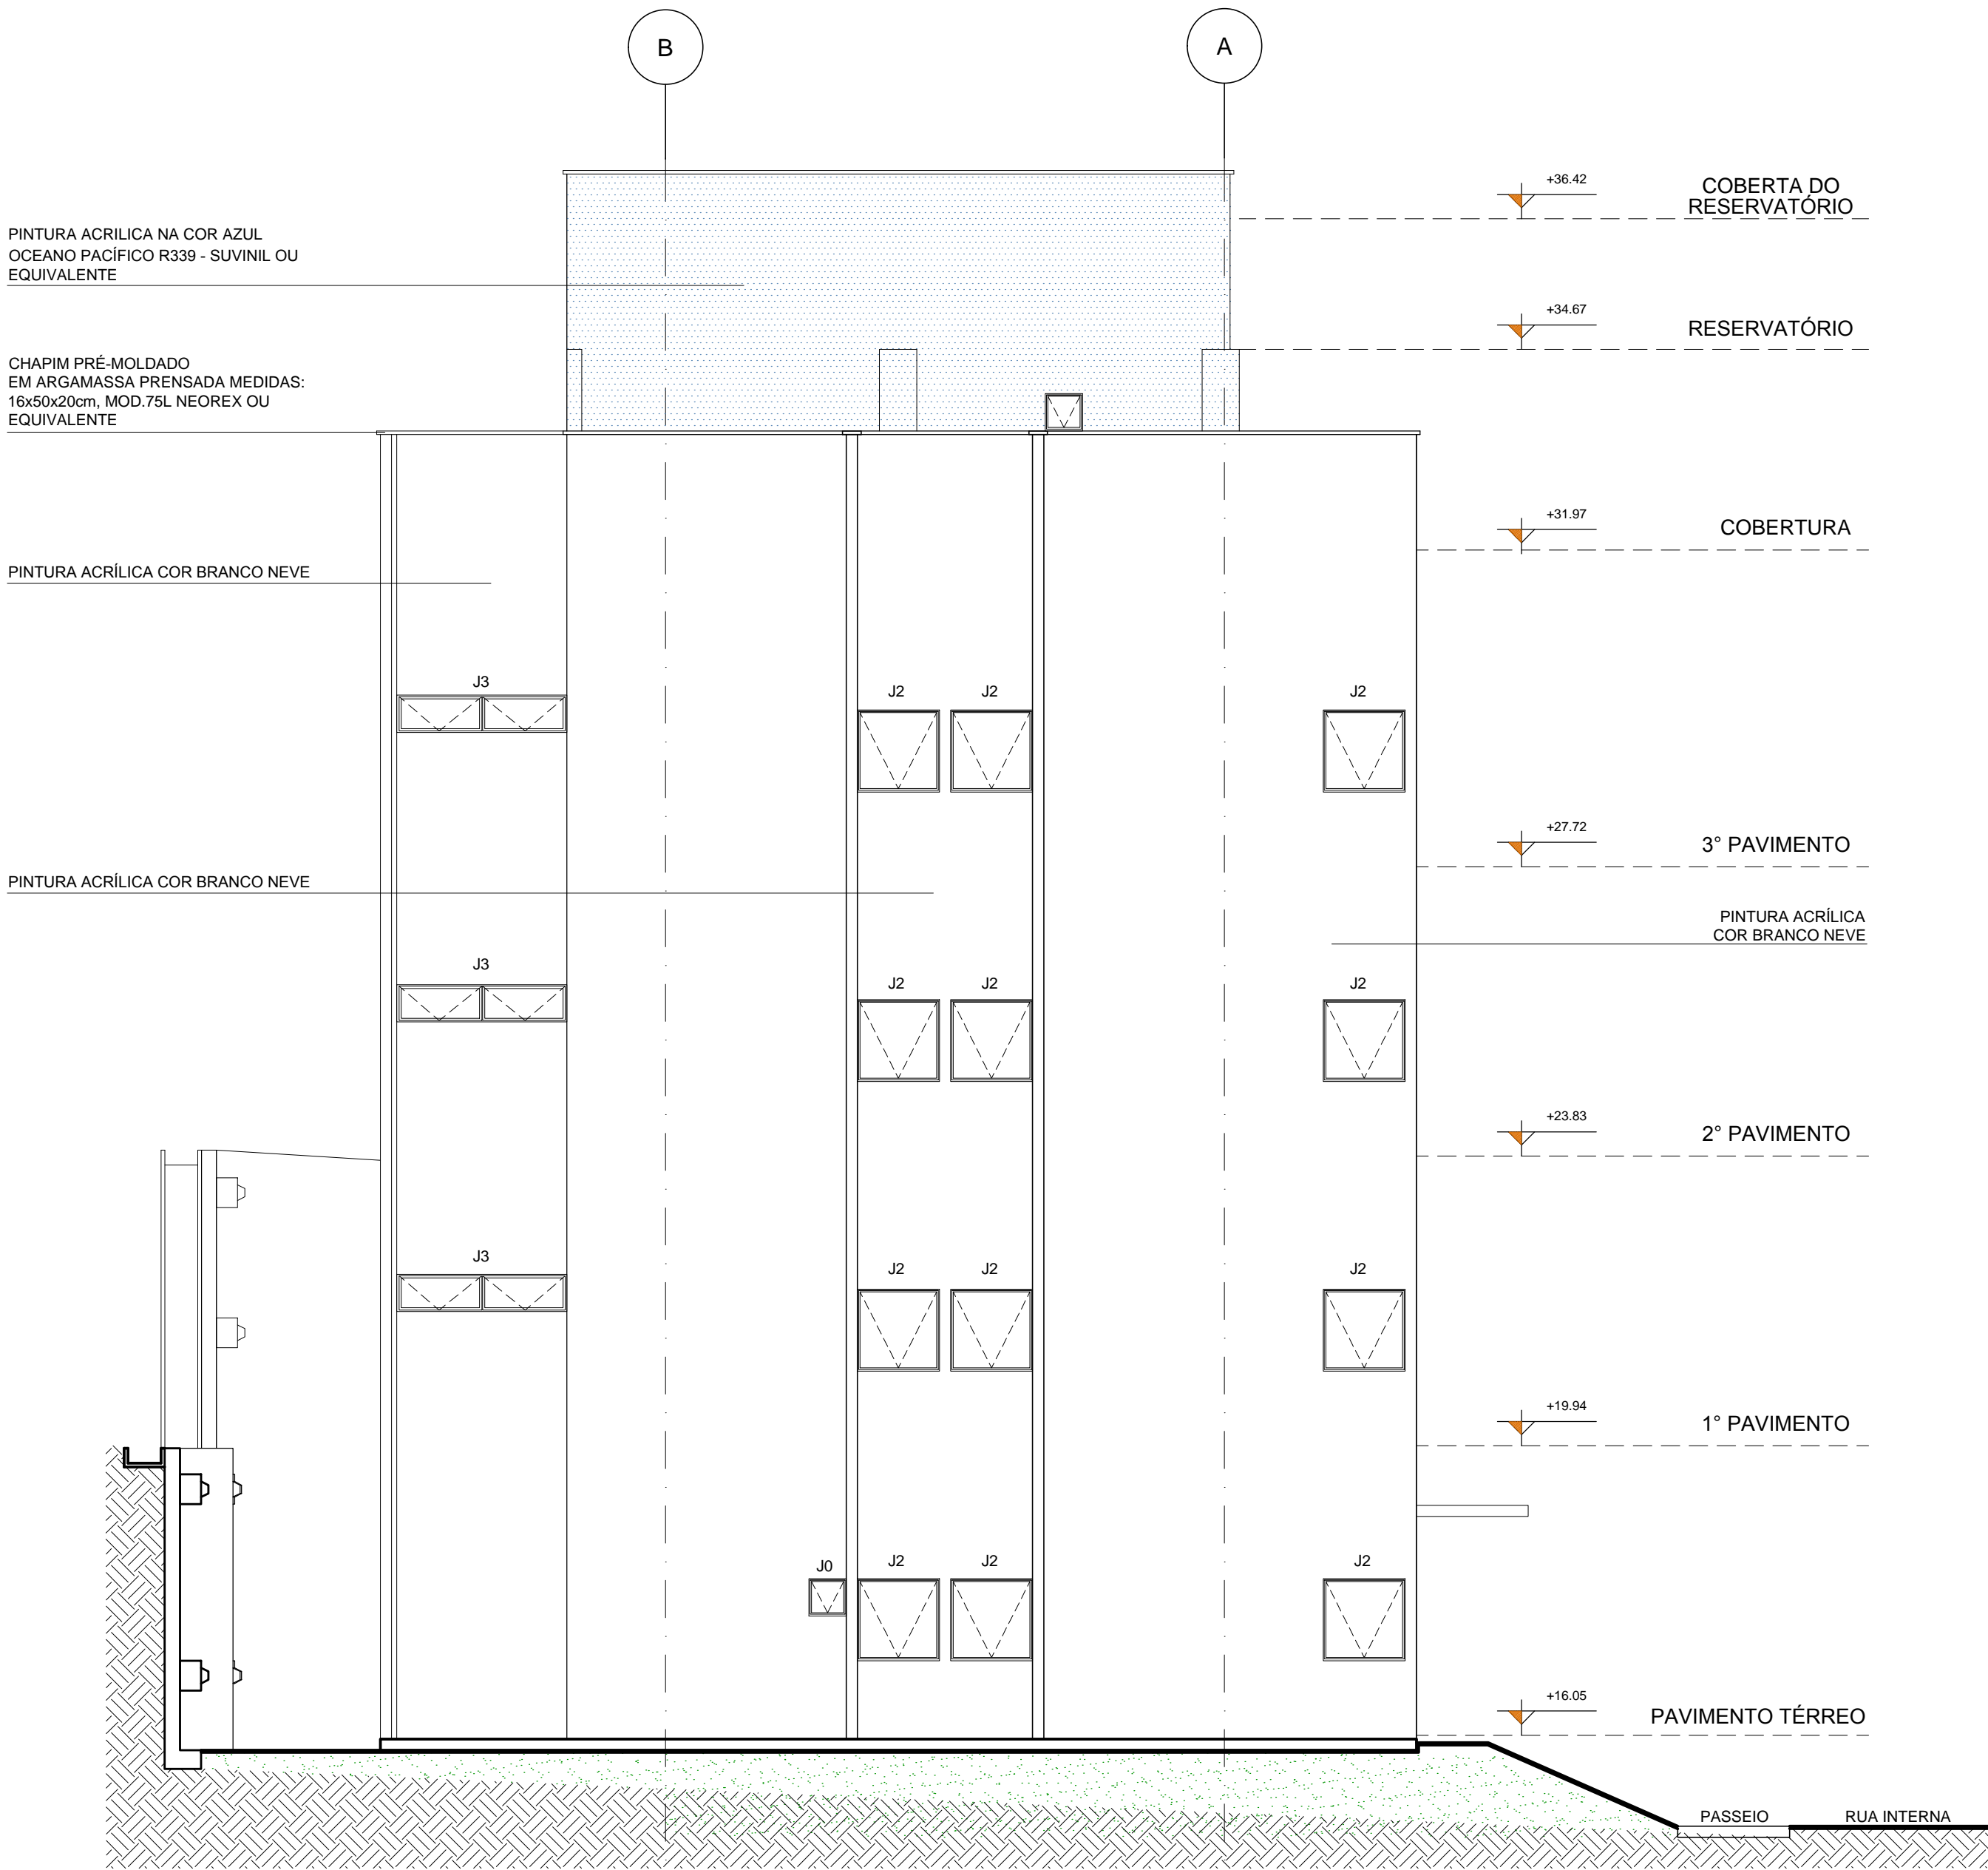 B
A
+36.42
COBERTA DO
RESERVATÓRIO
PINTURA ACRILICA NA COR AZUL
OCEANO PACÍFICO R339 - SUVINIL OU
EQUIVALENTE
+34.67
RESERVATÓRIO
CHAPIM PRÉ-MOLDADO
EM ARGAMASSA PRENSADA MEDIDAS:
16x50x20cm, MOD.75L NEOREX OU
EQUIVALENTE
+31.97
COBERTURA
PINTURA ACRÍLICA COR BRANCO NEVE
J3
J2
J2
J2
+27.72
3° PAVIMENTO
PINTURA ACRÍLICA COR BRANCO NEVE
PINTURA ACRÍLICA
COR BRANCO NEVE
J3
J2
J2
J2
+23.83
2° PAVIMENTO
J3
J2
J2
J2
+19.94
1° PAVIMENTO
J0
J2
J2
J2
+16.05
PAVIMENTO TÉRREO
PASSEIO
RUA INTERNA